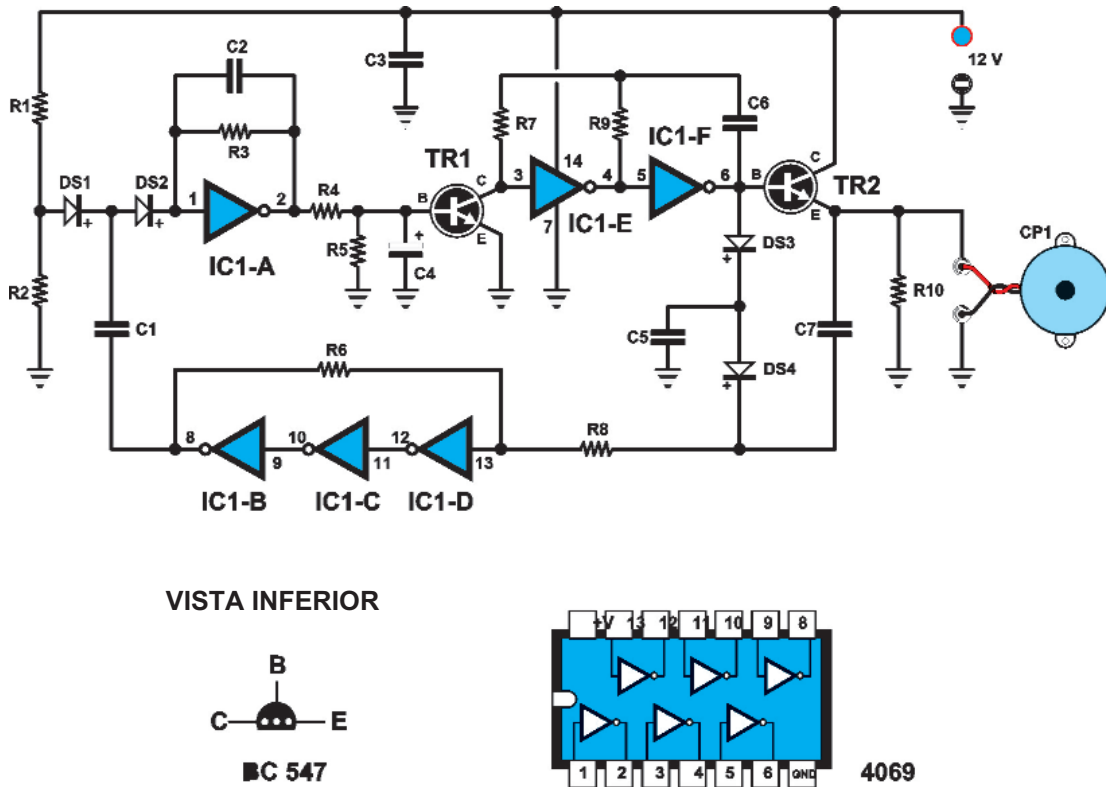 C2
C3
12 V
R1
C6
R3
R7
R9
TR1
IC1-F
DS1
DS2
C
C
14
+
+
1
2
R4
B
3
4
5
6
B
TR2
+
7
IC1-E
E
E
DS3
CP1
IC1-A
R5
C4
+
R2
R10
C1
C5
C7
R6
DS4
+
R8
8
10
12
9
11
13
IC1-B
IC1-C
IC1-D
VISTA INFERIOR
+V 13 12 11 10 9 8
B
C
E
BC 547
1 2 3 4 5 6 GND
4069